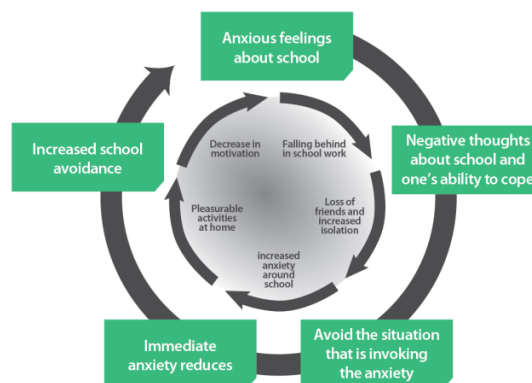 Anxious feelings
about school
Negative thoughts
about school and
one's ability to cope
Avoid the situation
that is invoking
the anxiety
Immediate
anxiety reduces
Increased school
avoidance
Falling behind
in school work
Loss of
friends and
increased
isolation
increased
anxiety
around
school
Pleasurable
activities
at home
Decrease in
motivation